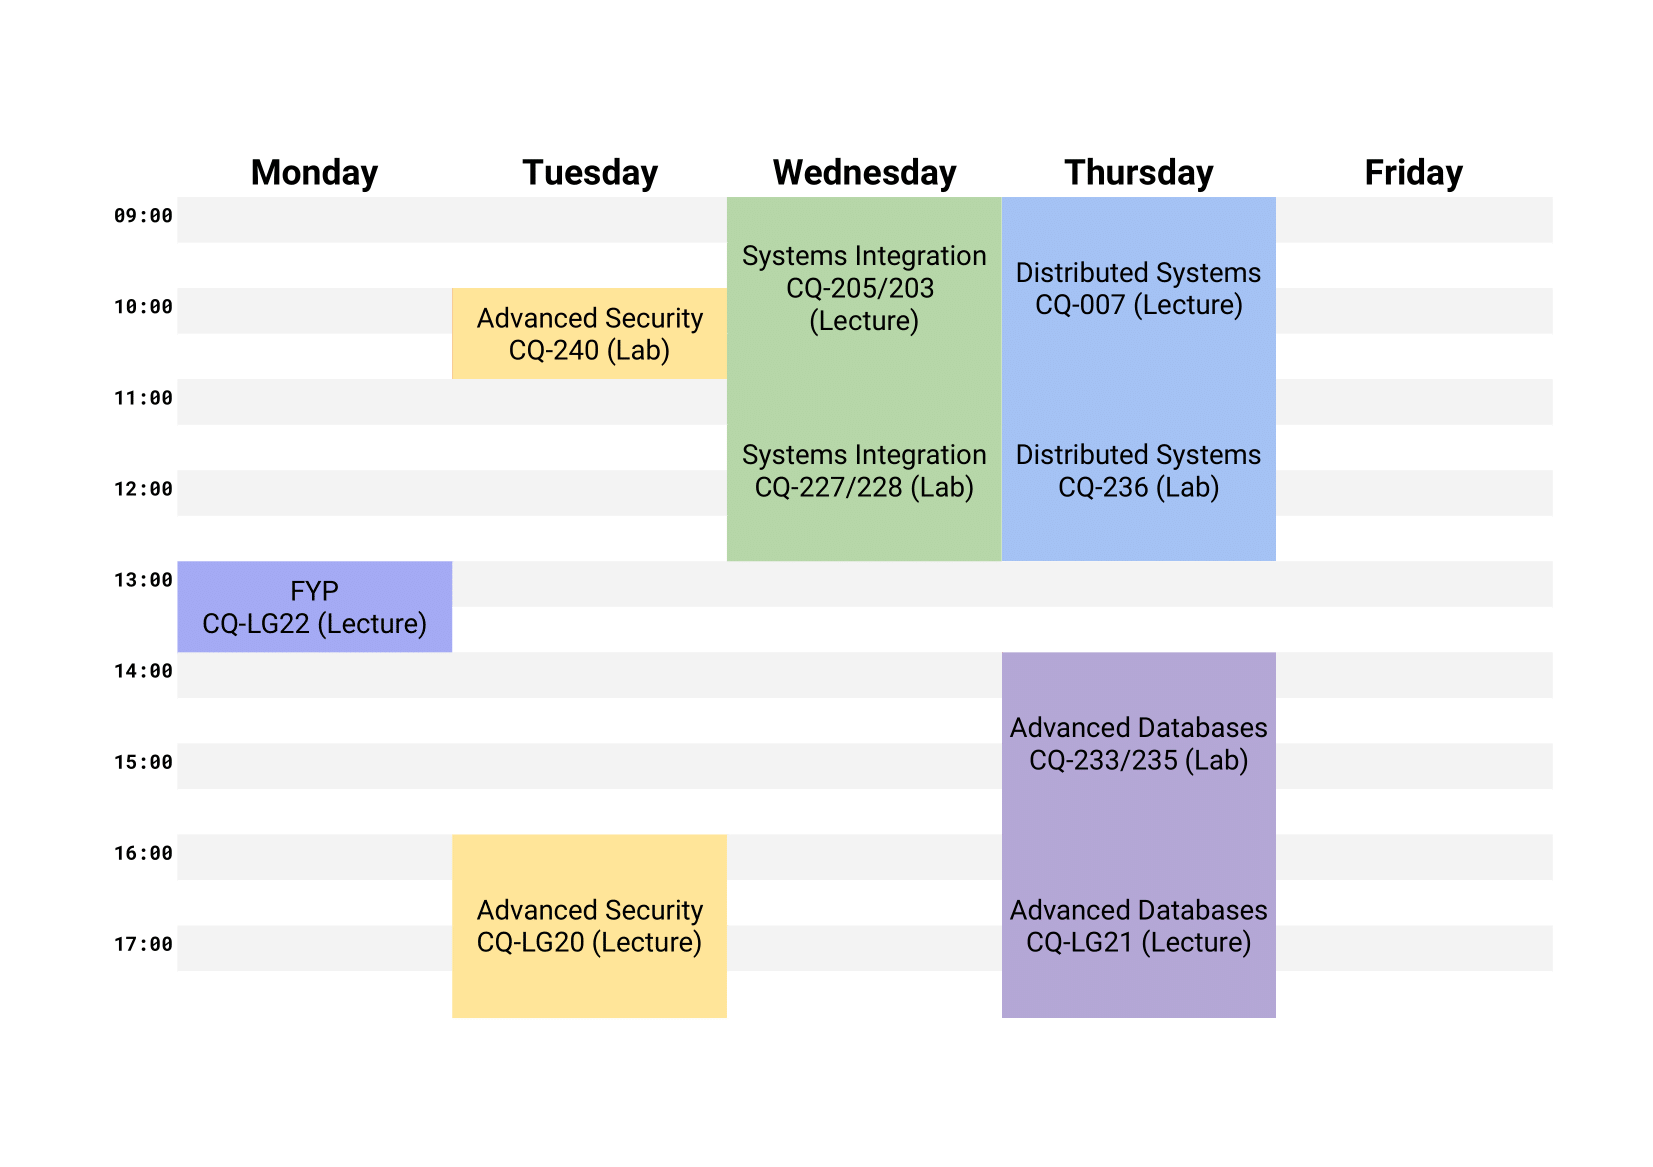 Monday Tuesday Wednesday Thursday Friday
09:00
Systems Integration
CQ-205/203
(Lecture)
Distributed Systems
CQ-007 (Lecture)
10:00
Advanced Security
CQ-240 (Lab)
11:00
Systems Integration
CQ-227/228 (Lab)
Distributed Systems
CQ-236 (Lab)
12:00
13:00
FYP
CQ-LG22 (Lecture)
14:00
Advanced Databases
CQ-233/235 (Lab)
15:00
16:00
Advanced Security
CQ-LG20 (Lecture)
Advanced Databases
CQ-LG21 (Lecture)
17:00